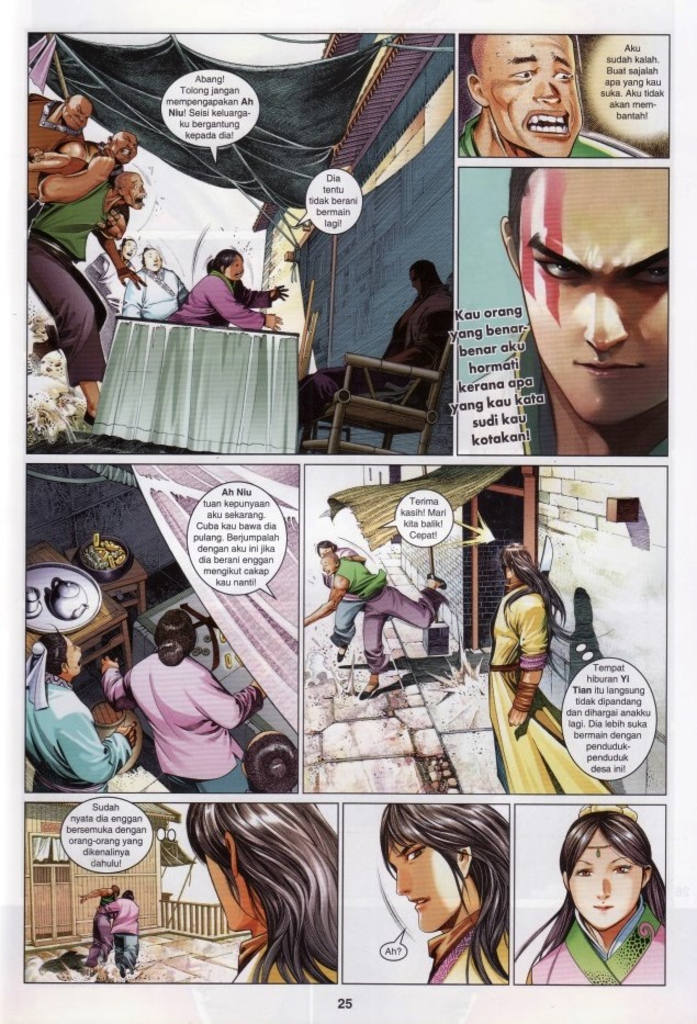 Abang!
Tolong jangan
mempengapakan Ah
Niu! Seisi keluarga-
ku bergantung
kepada dia!
Dia
tentu
tidak berani
bermain
lagi!
Aku
sudah kalah.
Buat sajalah
apa yang kau
suka. Aku tidak
akan mem-
bantah!
Kau orang
yang benar-
benar aku
hormati
kerana apa
yang kau kata
sudi kau
kotakan!
Ah Niu
tuan kepunyaan
aku sekarang.
Cuba kau bawa dia
pulang. Berjumpalah
dengan aku ini jika
dia berani engkar
mengikut cakap
kau nanti!
Terima
kasih! Mari
kita balik!
Cepat!
Tempat
hiburan Yi
Tian itu langsung
tidak dipandang
dan dihargai anakku
lagi. Dia lebih suka
bermain dengan
penduduk-
penduduk
desa ini!
Sudah
nyata dia enggan
bersemuka dengan
orang-orang yang
dikenalinya
dahulu!
Ah?
25